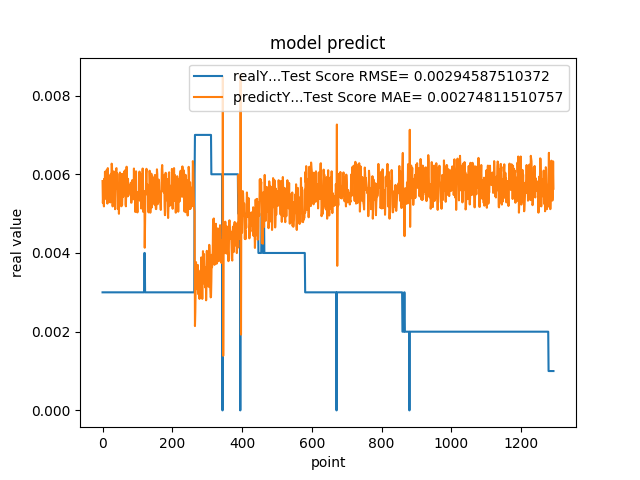 model predict
realY...Test Score RMSE= 0.00294587510372
predictY...Test Score MAE= 0.00274811510757
0.008
0.006
0.004
0.002
0.000
real value
0 200 400 600 800 1000 1200
point